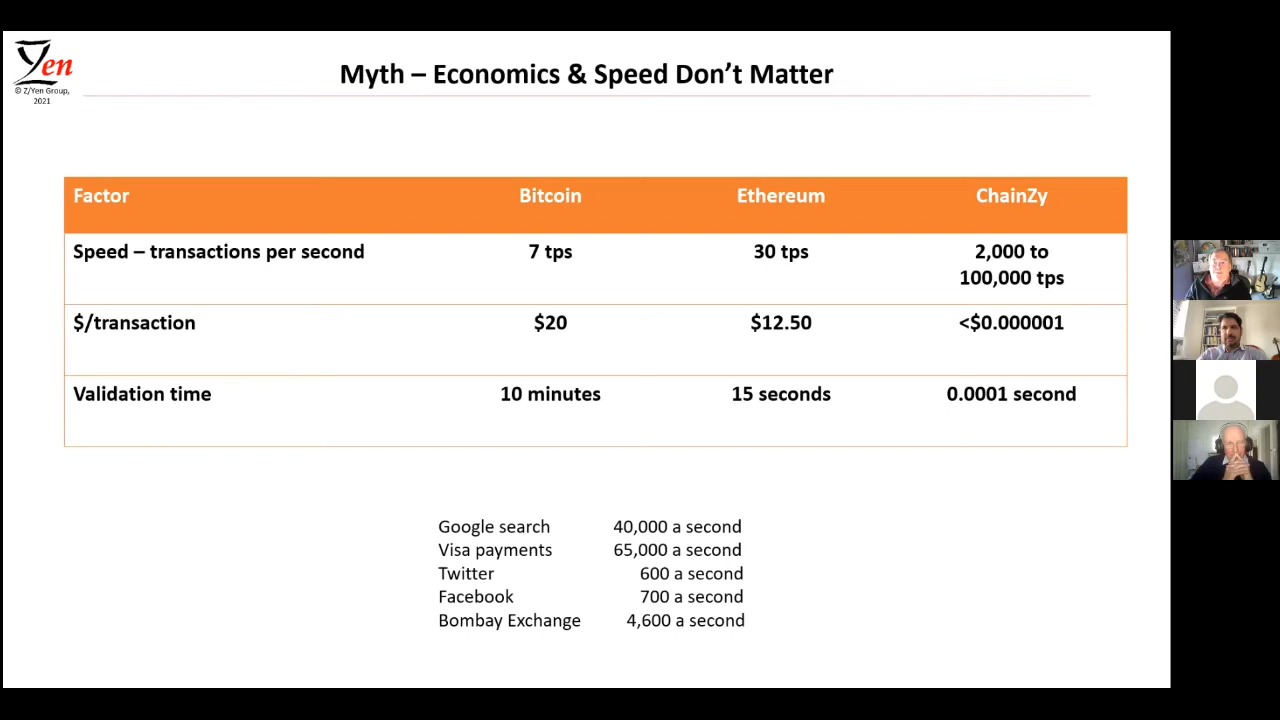 Zen
© Z/Yen Group,
2021
Myth – Economics & Speed Don’t Matter
Factor Bitcoin Ethereum ChainZy
Speed – transactions per second 7 tps 30 tps 2,000 to
100,000 tps
$/transaction $20 $12.50 <$0.000001
Validation time 10 minutes 15 seconds 0.0001 second
Google search 40,000 a second
Visa payments 65,000 a second
Twitter 600 a second
Facebook 700 a second
Bombay Exchange 4,600 a second